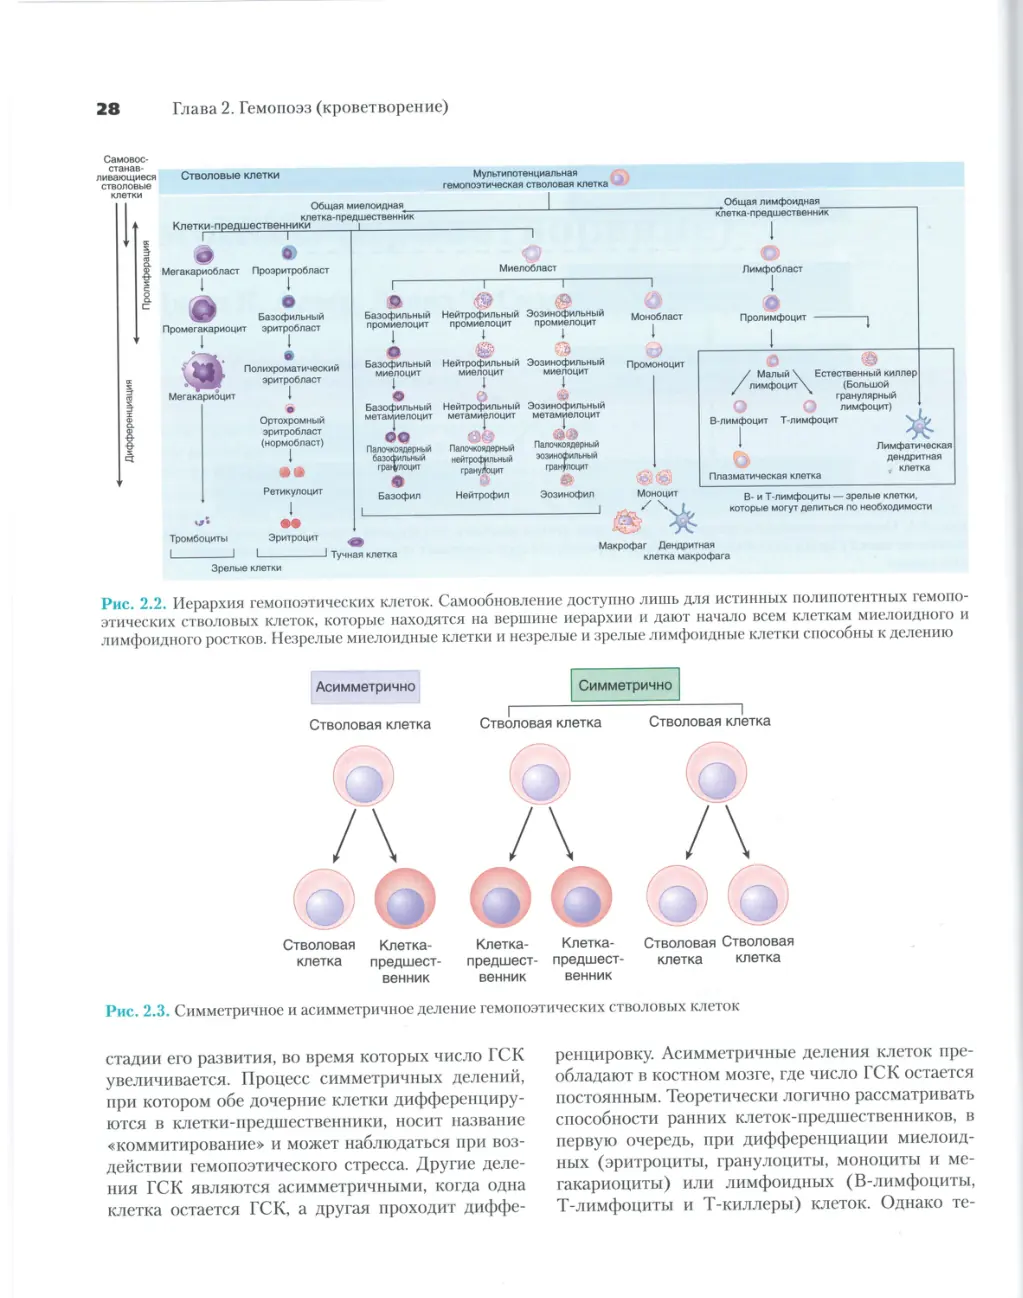 28 Глава 2. Гемопоэз (кроветворение)
Самовос-
станав-
ливающиеся
стволовые
клетки
Пролиферация
Дифференциация
Стволовые клетки
Мультипотенциальная
гемопоэтическая стволовая клетка
Общая миелоидная
клетка-предшественник
Общая лимфоидная
клетка-предшественник
Клетки-предшественники
Мегакариобласт
Промегакариоцит
Мегакариоцит
Тромбоциты
Проэритробласт
Базофильный
эритробласт
Полихроматический
эритробласт
Ортохромный
эритробласт
(нормобласт)
Ретикулоцит
Эритроцит
Зрелые клетки
Тучная клетка
Миелобласт
Базофильный
промиелоцит
Базофильный
миелоцит
Базофильный
метамиелоцит
Палочкоядерный
базофильный
гранулоцит
Базофил
Нейтрофильный
промиелоцит
Нейтрофильный
миелоцит
Нейтрофильный
метамиелоцит
Палочкоядерный
нейтрофильный
гранулоцит
Нейтрофил
Эозинофильный
промиелоцит
Эозинофильный
миелоцит
Эозинофильный
метамиелоцит
Палочкоядерный
эозинофильный
гранулоцит
Эозинофил
Монобласт
Промоноцит
Моноцит
Макрофаг
Дендритная
клетка макрофага
Лимфобласт
Пролимфоцит
Малый
лимфоцит
Естественный киллер
(Большой
гранулярный
лимфоцит)
В-лимфоцит
Т-лимфоцит
Плазматическая клетка
Лимфатическая
дендритная
клетка
В- и Т-лимфоциты — зрелые клетки,
которые могут делиться по необходимости
Рис. 2.2. Иерархия гемопоэтических клеток. Самообновление доступно лишь для истинных полипотентных гемопо-
этических стволовых клеток, которые находятся на вершине иерархии и дают начало всем клеткам миелоидного и
лимфоидного ростков. Незрелые миелоидные клетки и незрелые и зрелые лимфоидные клетки способны к делению
Асимметрично
Симметрично
Стволовая клетка
Стволовая клетка
Стволовая клетка
Стволовая
клетка
Клетка-
предшест-
венник
Клетка-
предшест-
венник
Клетка-
предшест-
венник
Стволовая
клетка
Стволовая
клетка
Рис. 2.3. Симметричное и асимметричное деление гемопоэтических стволовых клеток
стадии его развития, во время которых число ГСК
увеличивается. Процесс симметричных делений,
при котором обе дочерние клетки дифференциру-
ются в клетки-предшественники, носит название
«коммитирование» и может наблюдаться при воз-
действии гемопоэтического стресса. Другие деле-
ния ГСК являются асимметричными, когда одна
клетка остается ГСК, а другая проходит диффе-
ренцировку. Асимметричные деления клеток пре-
обладают в костном мозге, где число ГСК остается
постоянным. Теоретически логично рассматривать
способности ранних клеток-предшественников, в
первую очередь, при дифференциации миелоид-
ных (эритроциты, гранулоциты, моноциты и ме-
гакариоциты) или лимфоидных (В-лимфоциты,
Т-лимфоциты и Т-киллеры) клеток. Однако те-